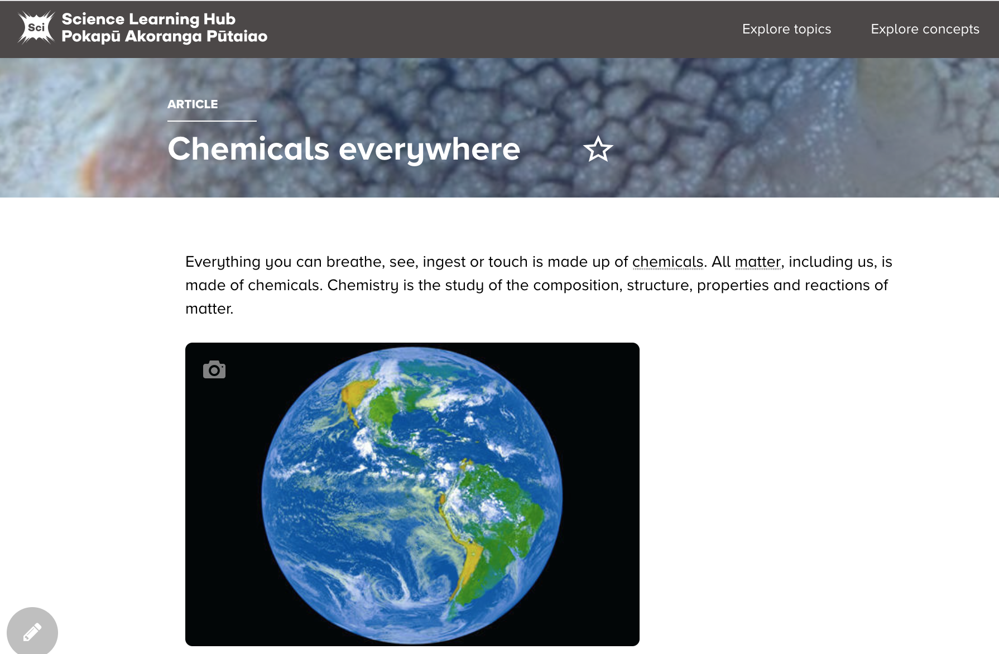 Sci
Science Learning Hub
Pokapū Akoranga Pūtaiao
Explore topics
Explore concepts
ARTICLE
Chemicals everywhere
Everything you can breathe, see, ingest or touch is made up of chemicals. All matter, including us, is
made of chemicals. Chemistry is the study of the composition, structure, properties and reactions of
matter.